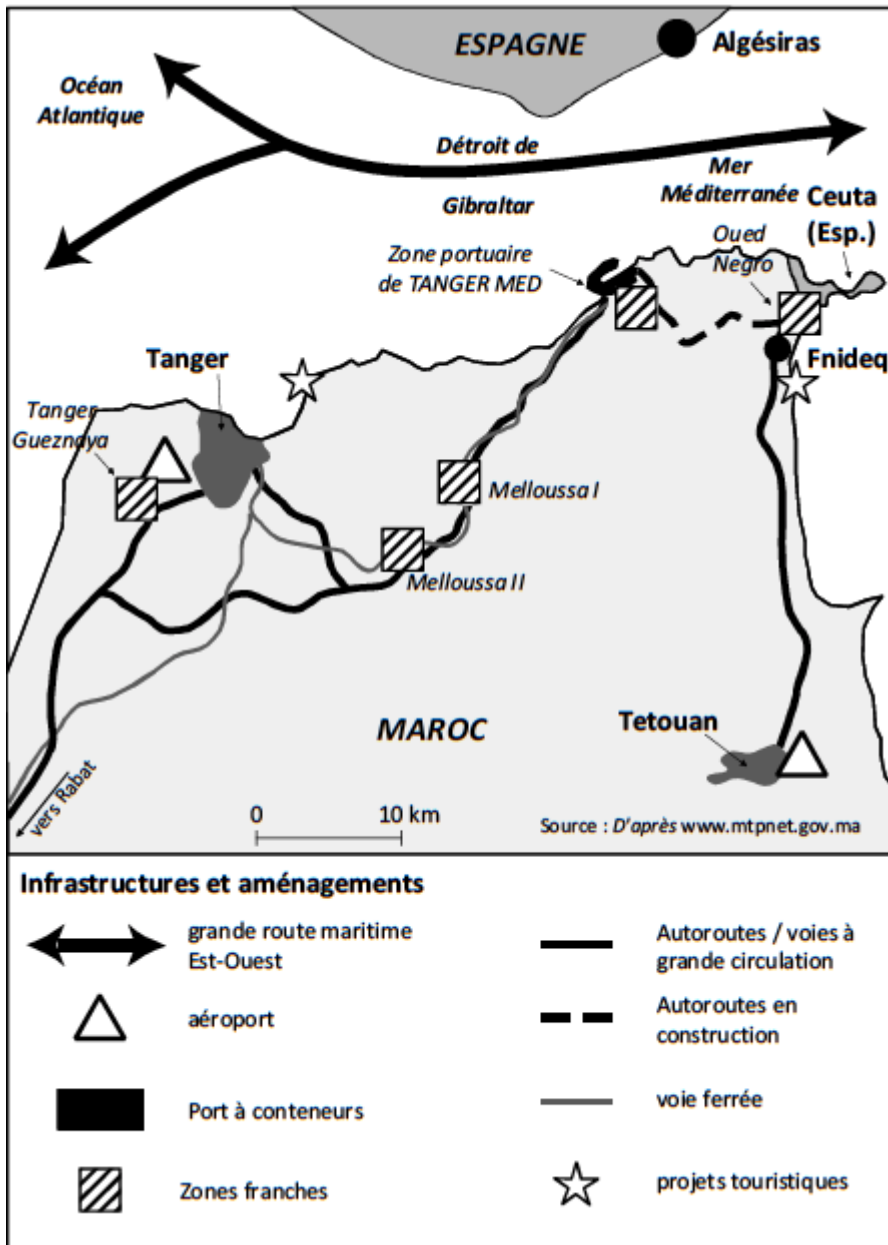 ESPAGNE
Algésiras
Océan
Atlantique
Détroit de
Gibraltar
Mer
Méditerranée
Ceuta
(Esp.)
Oued
Negro
Zone portuaire
de TANGER MED
Tanger
Fnideq
Tanger
Gueznaya
Melloussa I
Melloussa II
MAROC
Tetouan
vers Rabat
0 10 km
Source : D'après www.mtpnet.gov.ma
Infrastructures et aménagements
grande route maritime
Est-Ouest
aéroport
Port à conteneurs
Zones franches
Autoroutes / voies à
grande circulation
Autoroutes en
construction
voie ferrée
projets touristiques